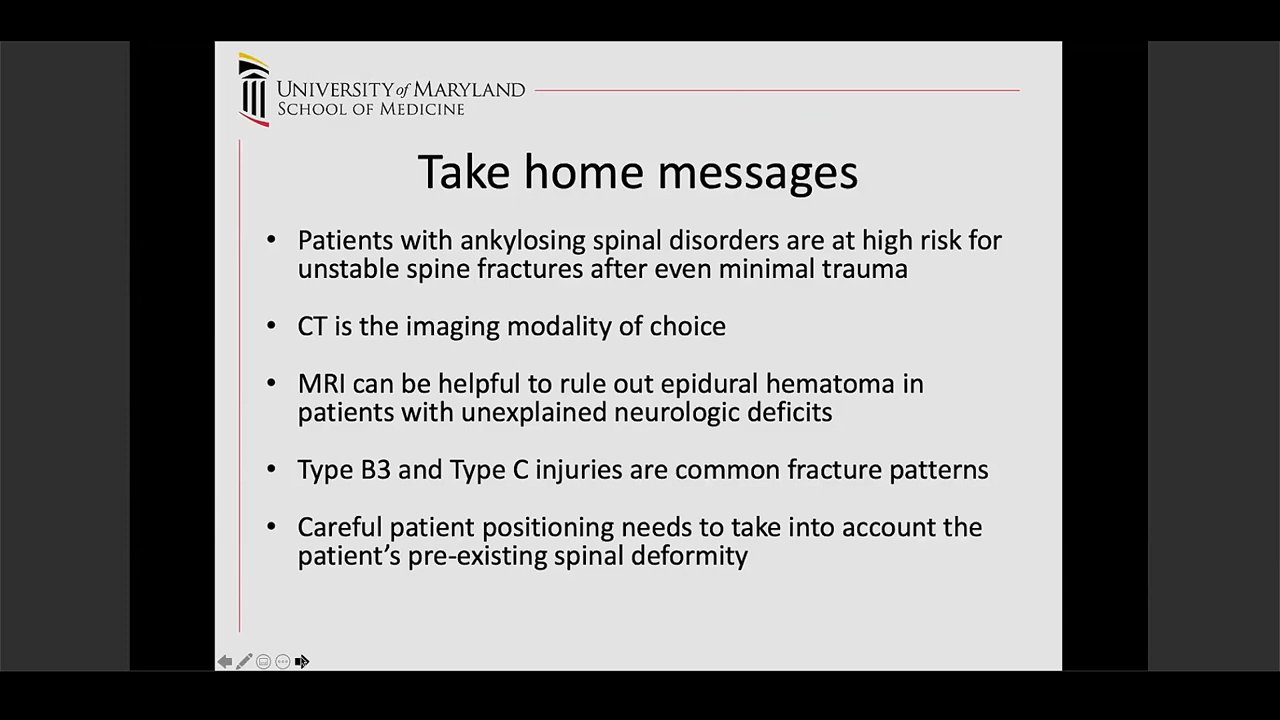 UNIVERSITY of MARYLAND
SCHOOL OF MEDICINE
Take home messages
• Patients with ankylosing spinal disorders are at high risk for
unstable spine fractures after even minimal trauma
• CT is the imaging modality of choice
• MRI can be helpful to rule out epidural hematoma in
patients with unexplained neurologic deficits
• Type B3 and Type C injuries are common fracture patterns
• Careful patient positioning needs to take into account the
patient’s pre-existing spinal deformity